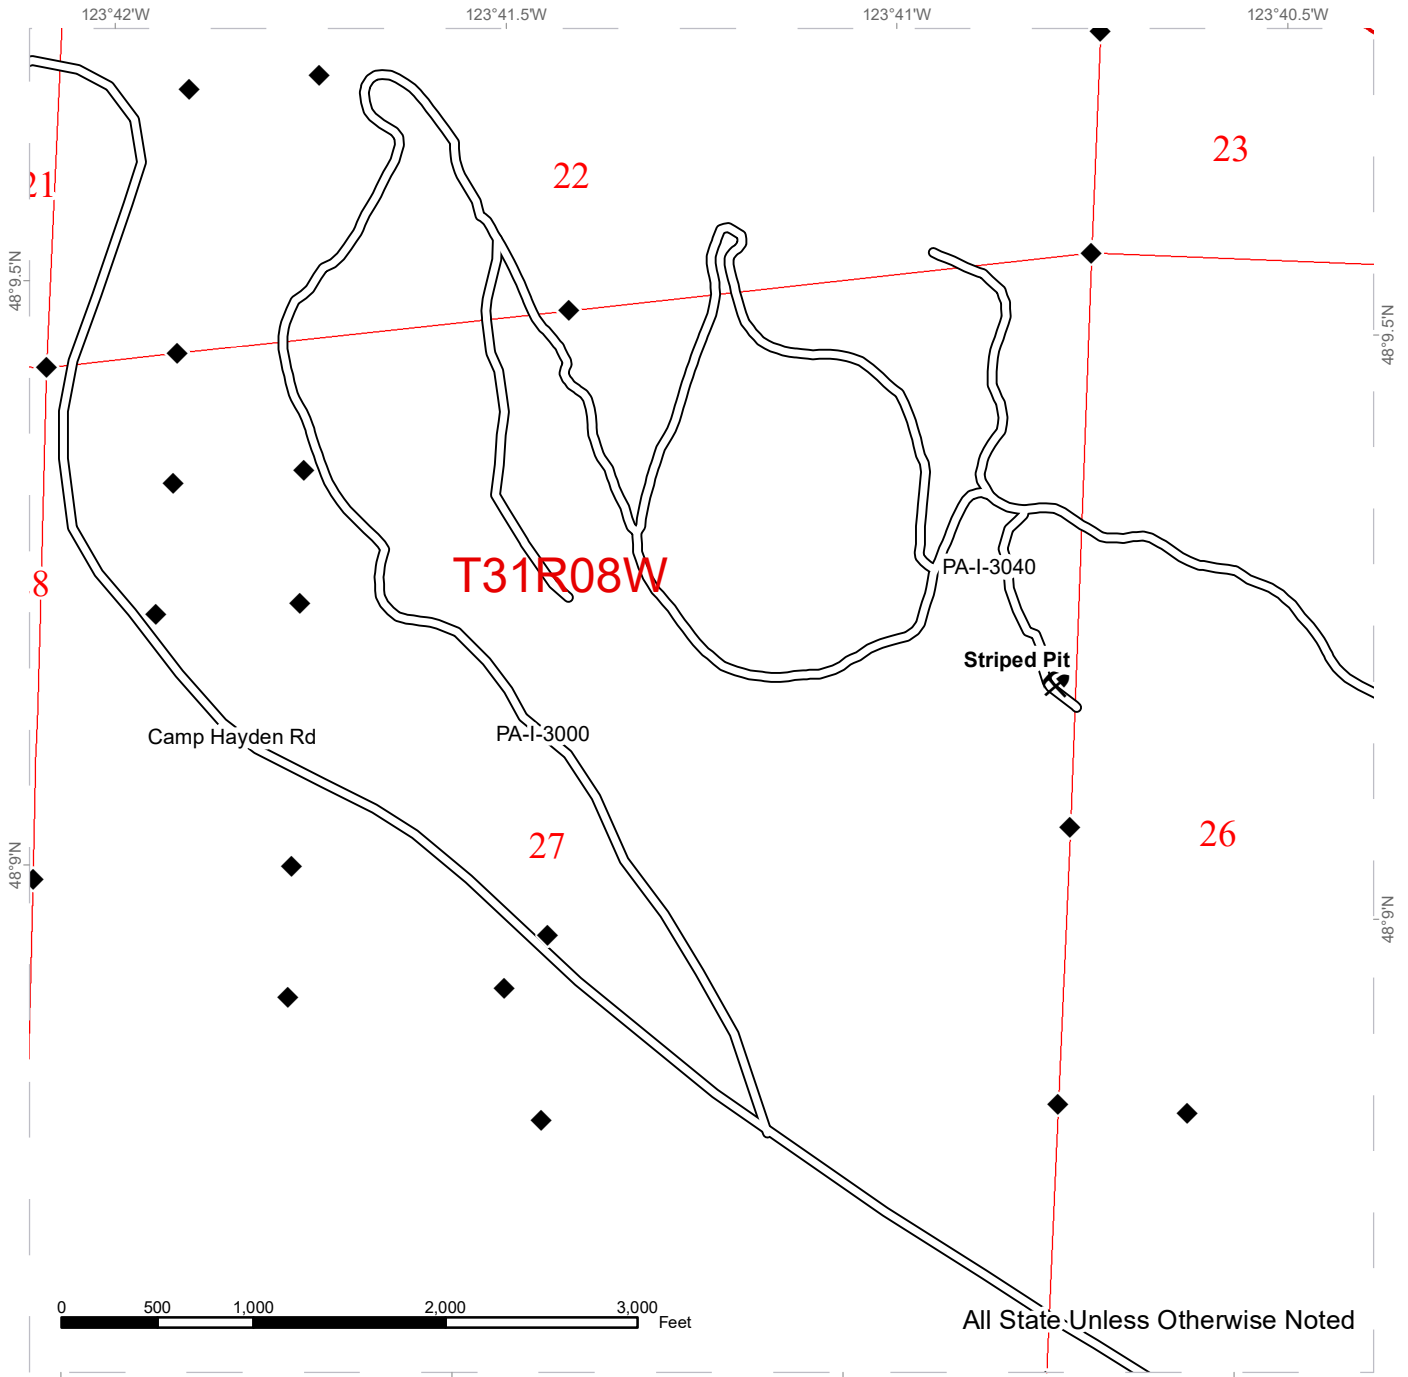 123°42'W
123°41.5'W
123°41'W
123°40.5'W
23
22
21
48°9.5'N
48°9.5'N
PA-I-3040
T31R08W
8
Striped Pit
PA-I-3000
Camp Hayden Rd
26
27
48°9'N
48°9'N
0 500 1,000 2,000 3,000
Feet
All State Unless Otherwise Noted